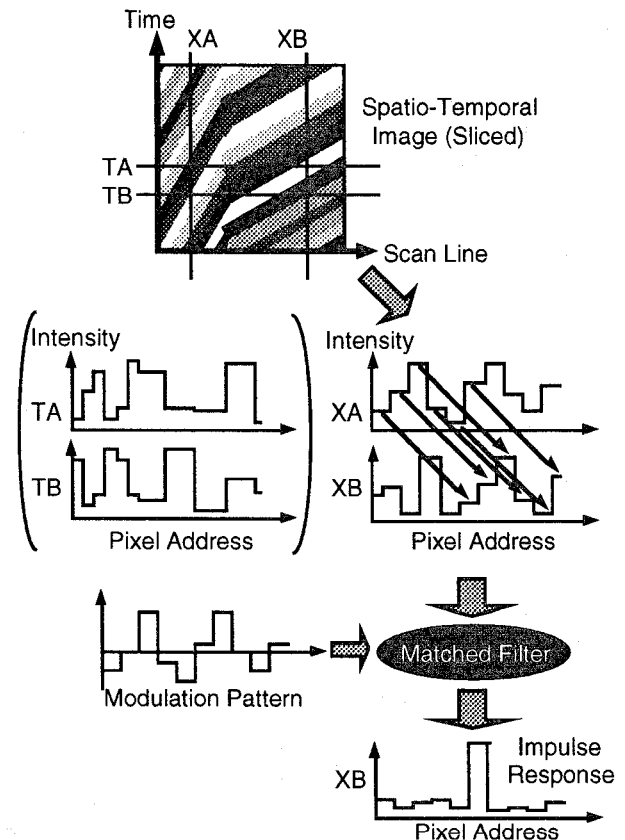 Time
XA
XB
Spatio-Temporal
Image (Sliced)
TA
TB
Scan Line
Intensity
TA
TB
Pixel Address
Intensity
XA
XB
Pixel Address
Modulation Pattern
Matched Filter
Impulse
Response
XB
Pixel Address